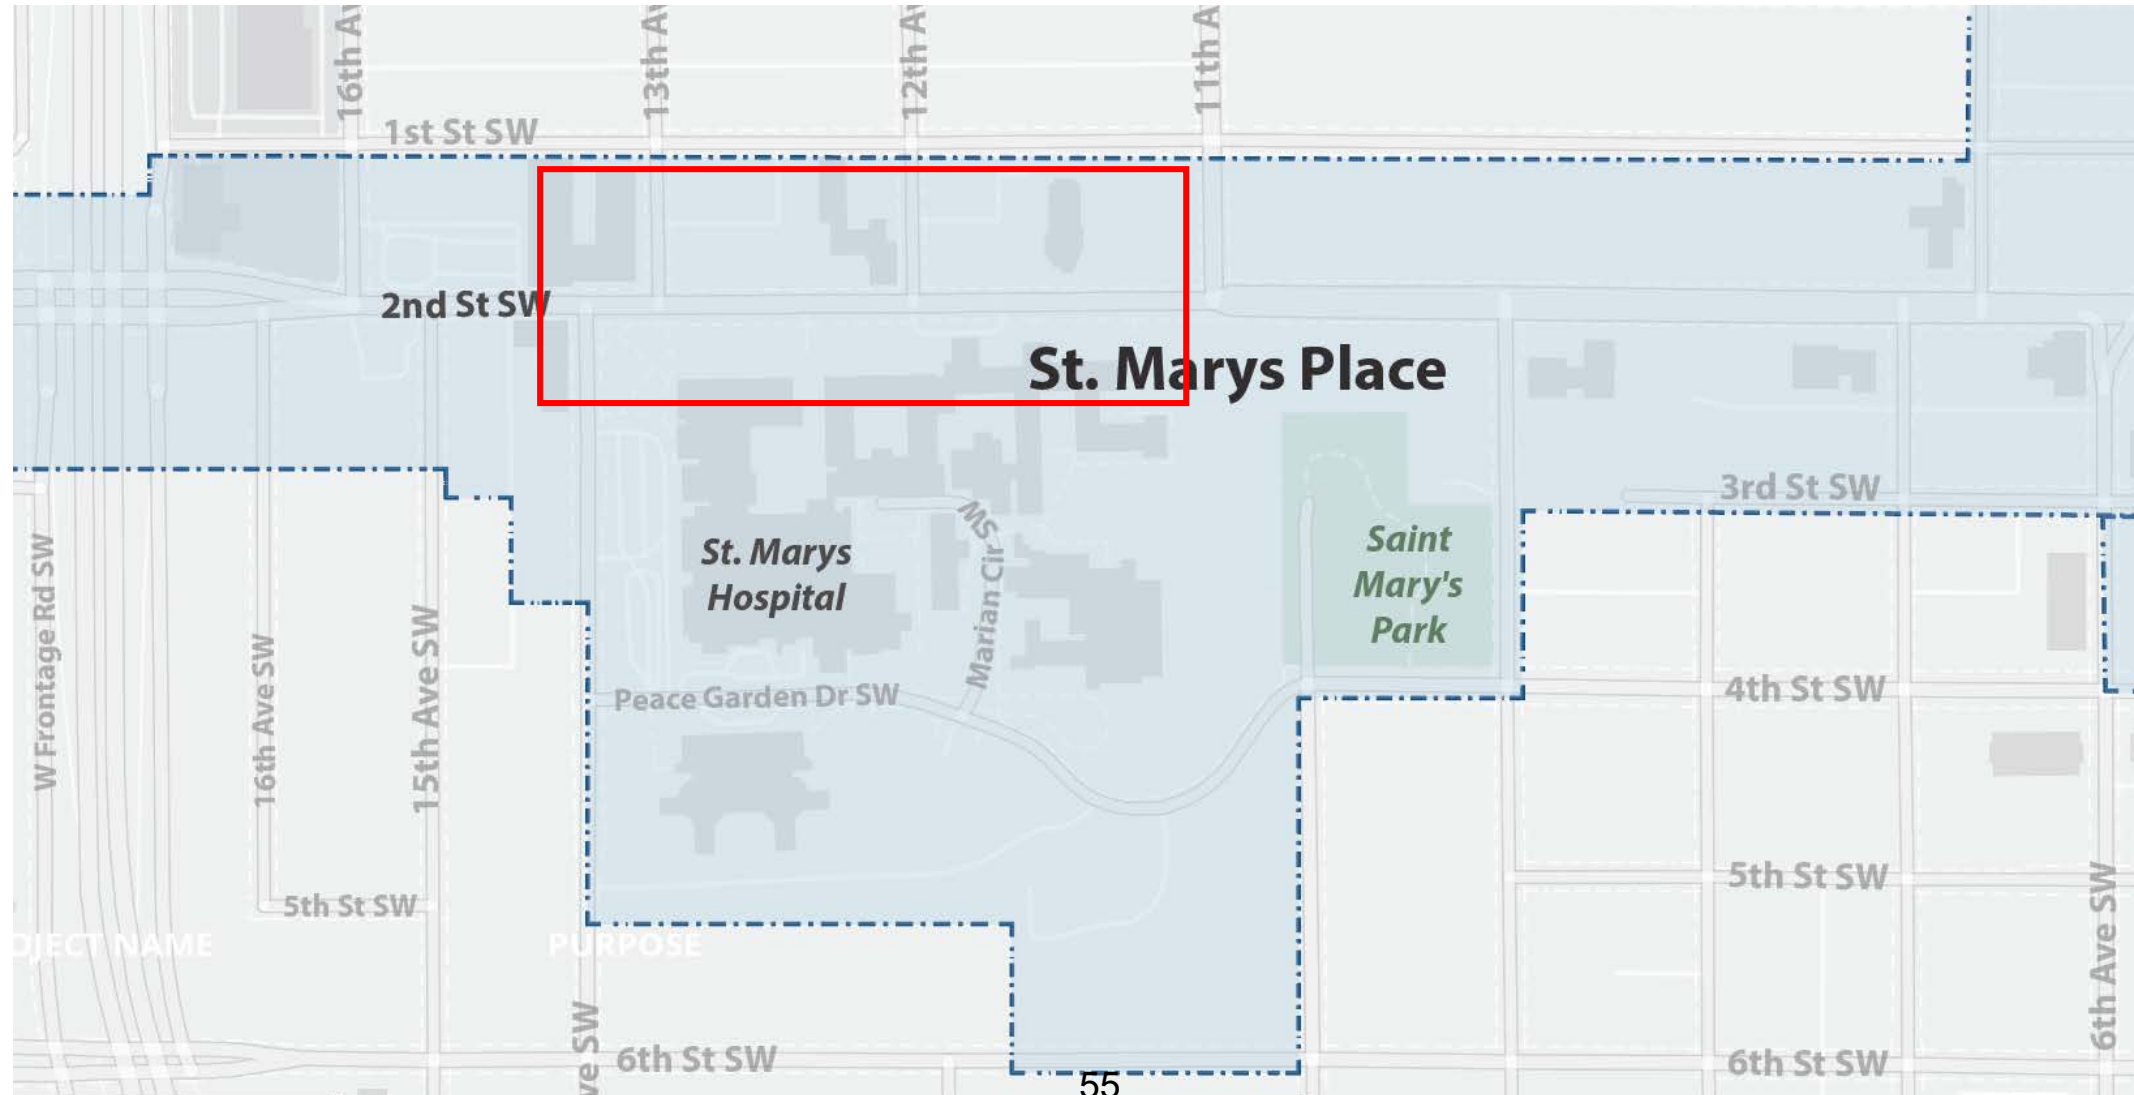 16th Av
13th Av
12th Av
11th A
1st St SW
2nd St SW
St. Marys Place
3rd St SW
St. Marys
Hospital
Marian Cir SW
Saint
Mary's
Park
W Frontage Rd SW
16th Ave SW
15th Ave SW
Peace Garden Dr SW
4th St SW
5th St SW
5th St SW
6th Ave SW
OJECT NAME
PURPOSE
ve SW
6th St SW
6th St SW
55